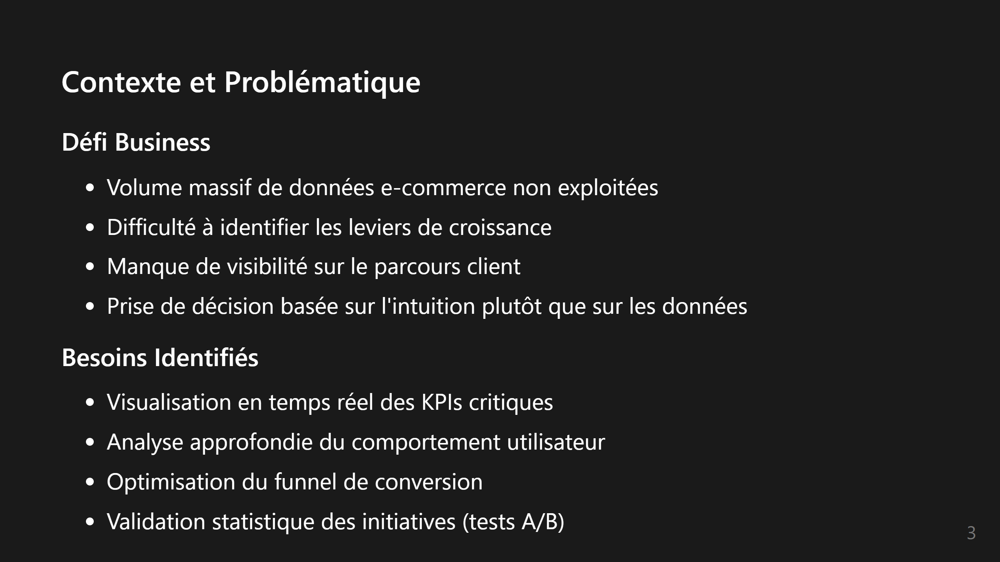 Contexte et Problématique
Défi Business
• Volume massif de données e-commerce non exploitées
• Difficulté à identifier les leviers de croissance
• Manque de visibilité sur le parcours client
• Prise de décision basée sur l'intuition plutôt que sur les données
Besoins Identifiés
• Visualisation en temps réel des KPIs critiques
• Analyse approfondie du comportement utilisateur
• Optimisation du funnel de conversion
• Validation statistique des initiatives (tests A/B)
3